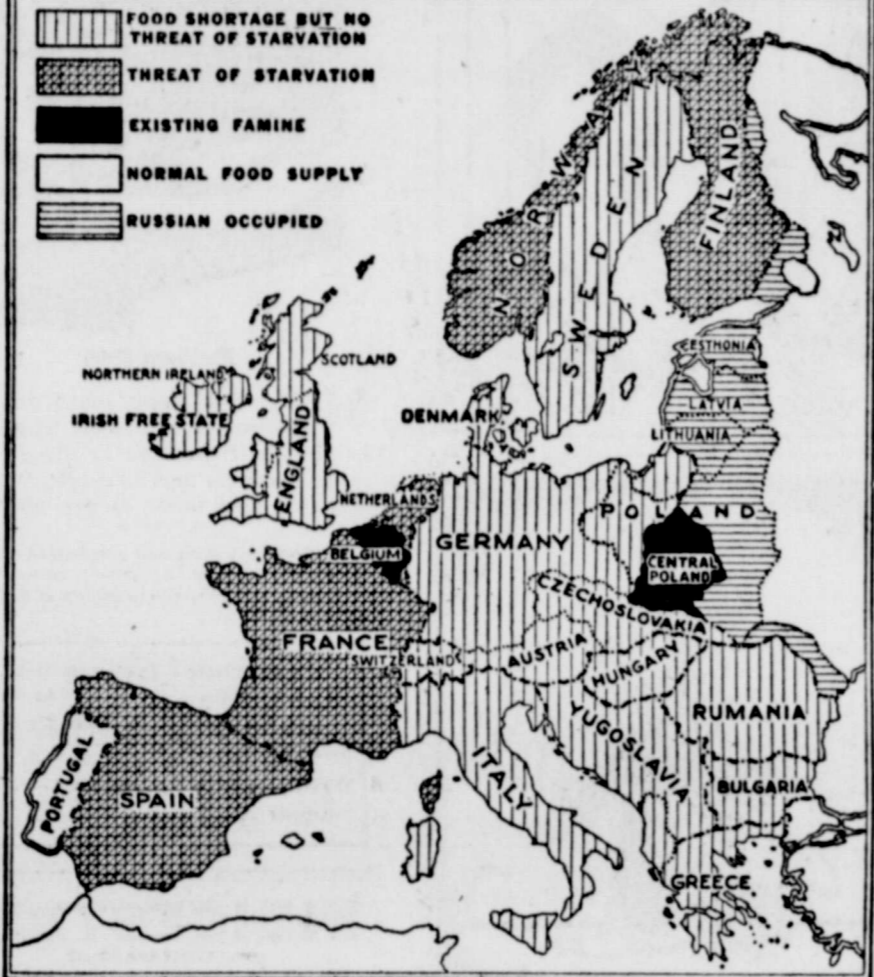 FOOD SHORTAGE BUT NO
THREAT OF STARVATION
THREAT OF STARVATION
EXISTING FAMINE
NORMAL FOOD SUPPLY
RUSSIAN OCCUPIED
NORWAY
SWEDEN
FINLAND
SCOTLAND
NORTHERN IRELAND
IRISH FREE STATE
ENGLAND
DENMARK
ESTHONIA
LATVIA
LITHUANIA
NETHERLANDS
BELGIUM
GERMANY
POLAND
CENTRAL
POLAND
CZECHOSLOVAKIA
FRANCE
SWITZERLAND
AUSTRIA
HUNGARY
RUMANIA
YUGOSLAVIA
BULGARIA
ITALY
PORTUGAL
SPAIN
GREECE